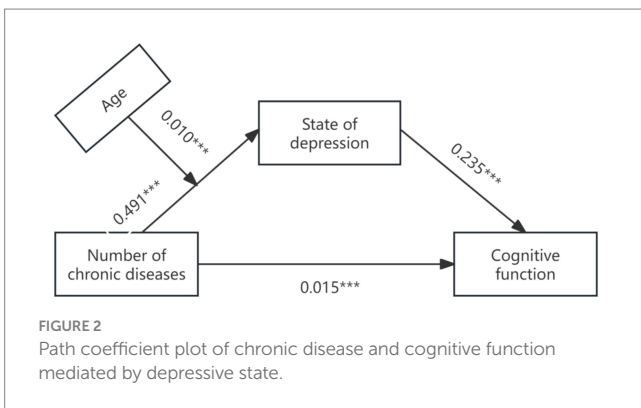 Age
0.010***
State of
depression
0.491***
0.235***
Number of
chronic diseases
Cognitive
function
0.015***
FIGURE 2
Path coefficient plot of chronic disease and cognitive function
mediated by depressive state.